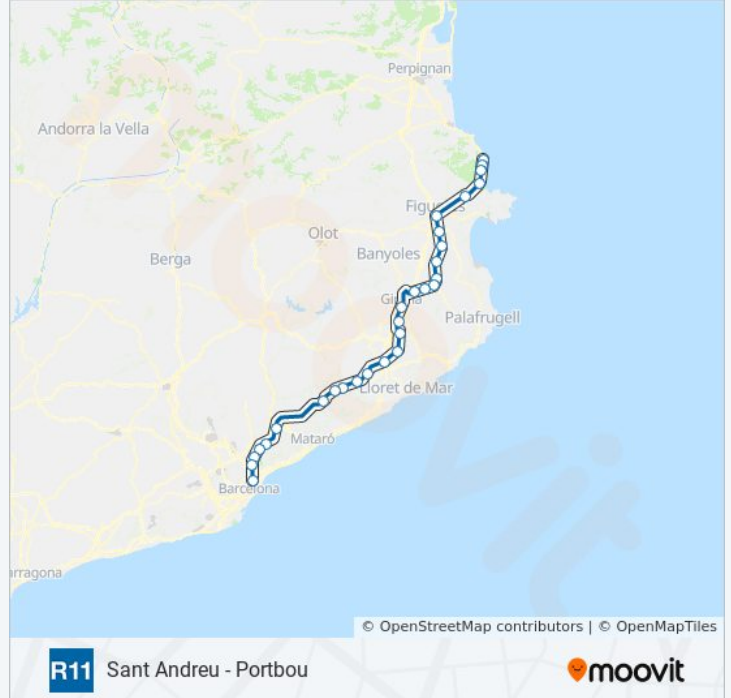 Perpignan
Andorra la Vella
Figueres
Olot
Banyoles
Berga
Girona
Palafrugell
Lloret de Mar
Mataró
Barcelona
arragona
© OpenStreetMap contributors | © OpenMapTiles
R11 Sant Andreu - Portbou
moovit